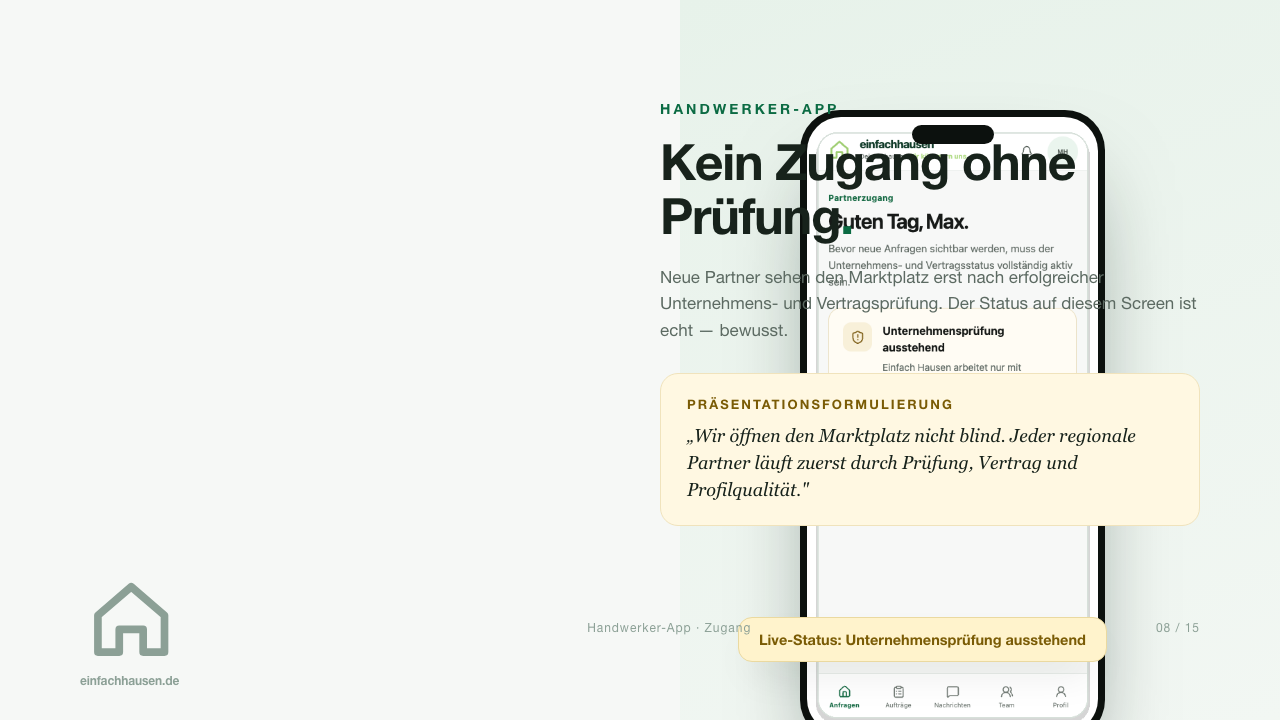 HANDWERKER-APP
Kein Zugang ohne
Prüfung.
Neue Partner sehen den Marktplatz erst nach erfolgreicher
Unternehmens- und Vertragsprüfung. Der Status auf diesem Screen ist
echt — bewusst.
einfachhausen
MH
Partnerzugang
Guten Tag, Max.
Bevor neue Anfragen sichtbar werden, muss der
Unternehmens- und Vertragsstatus vollständig aktiv
sein.
Unternehmensprüfung
ausstehend
Einfach Hausen arbeitet nur mit
PRÄSENTATIONSFORMULIERUNG
„Wir öffnen den Marktplatz nicht blind. Jeder regionale
Partner läuft zuerst durch Prüfung, Vertrag und
Profilqualität."
Handwerker-App · Zugang
Live-Status: Unternehmensprüfung ausstehend
08 / 15
einfachhausen.de
Anfragen Aufträge Nachrichten Team Profil